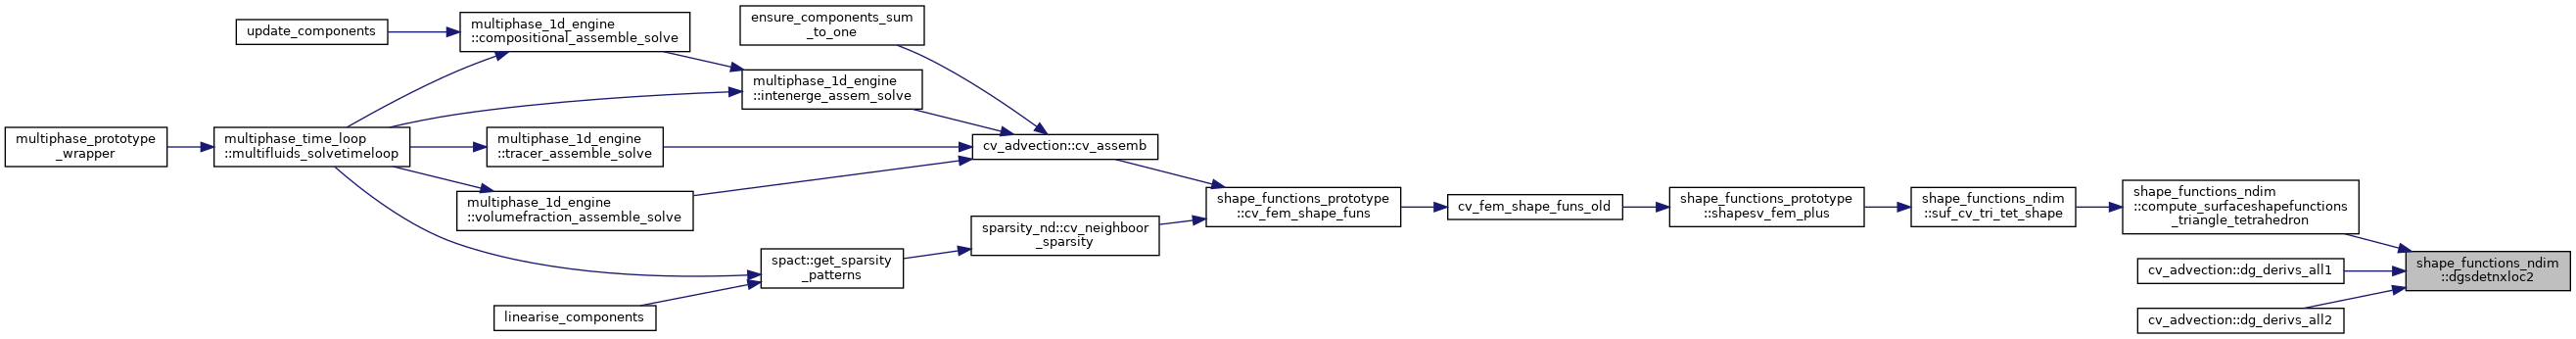 multiphase_prototype
_wrapper
update_components
multiphase_time_loop
::multifluids_solvetimeloop
multiphase_1d_engine
::compositional_assemble_solve
multiphase_1d_engine
::tracer_assemble_solve
multiphase_1d_engine
::volumefraction_assemble_solve
linearise_components
ensure_components_sum
_to_one
multiphase_1d_engine
::intenerge_assem_solve
spact::get_sparsity
_patterns
cv_advection::cv_assemb
sparsity_nd::cv_neighboor
_sparsity
shape_functions_prototype
::cv_fem_shape_funs
cv_fem_shape_funs_old
shape_functions_prototype
::shapesv_fem_plus
shape_functions_ndim
::suf_cv_tri_tet_shape
shape_functions_ndim
::compute_surfaceshapefunctions
_triangle_tetrahedron
cv_advection::dg_derivs_all1
cv_advection::dg_derivs_all2
shape_functions_ndim
::dgsdetnxloc2